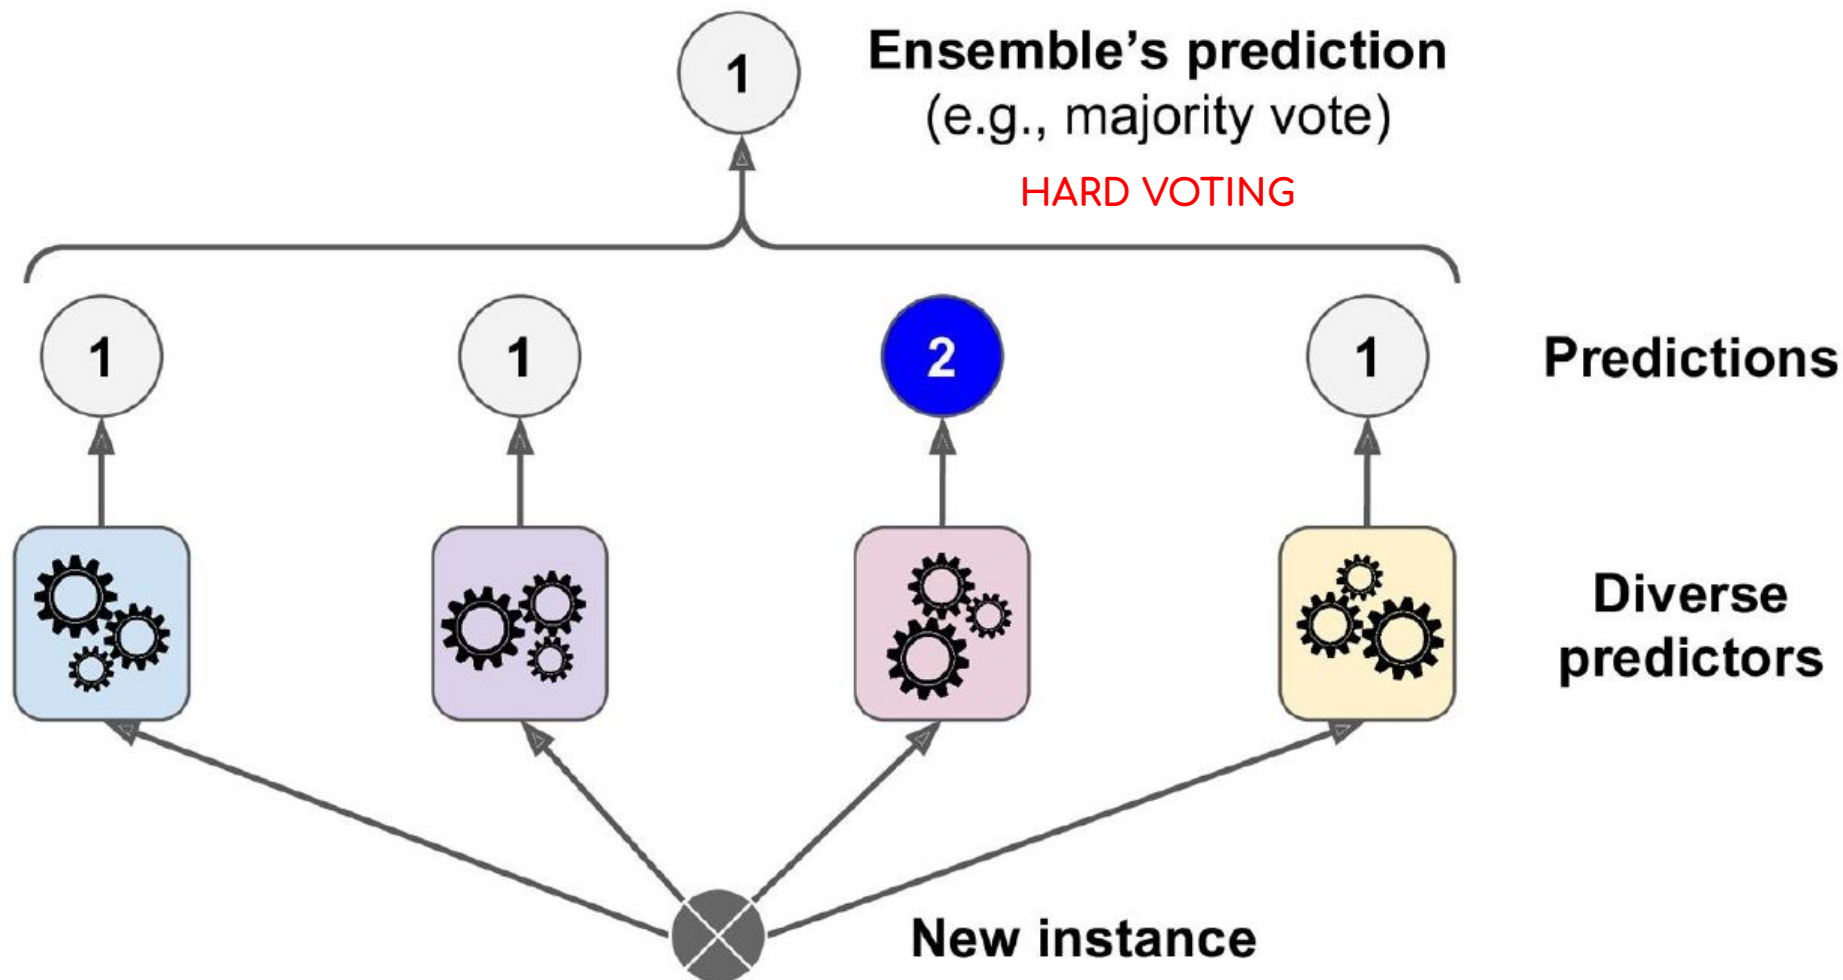 1
Ensemble’s prediction
(e.g., majority vote)
HARD VOTING
1 1 2 1 Predictions
Diverse
predictors
New instance